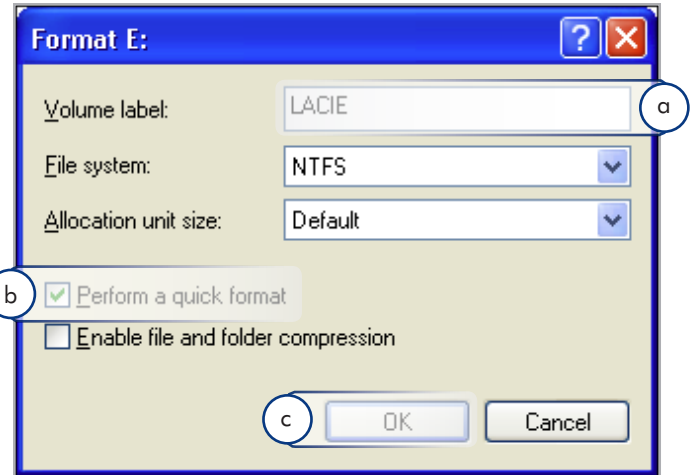 Format E:
Volume label: LACIE a
File system: NTFS
Allocation unit size: Default
b Perform a quick format
Enable file and folder compression
c OK Cancel